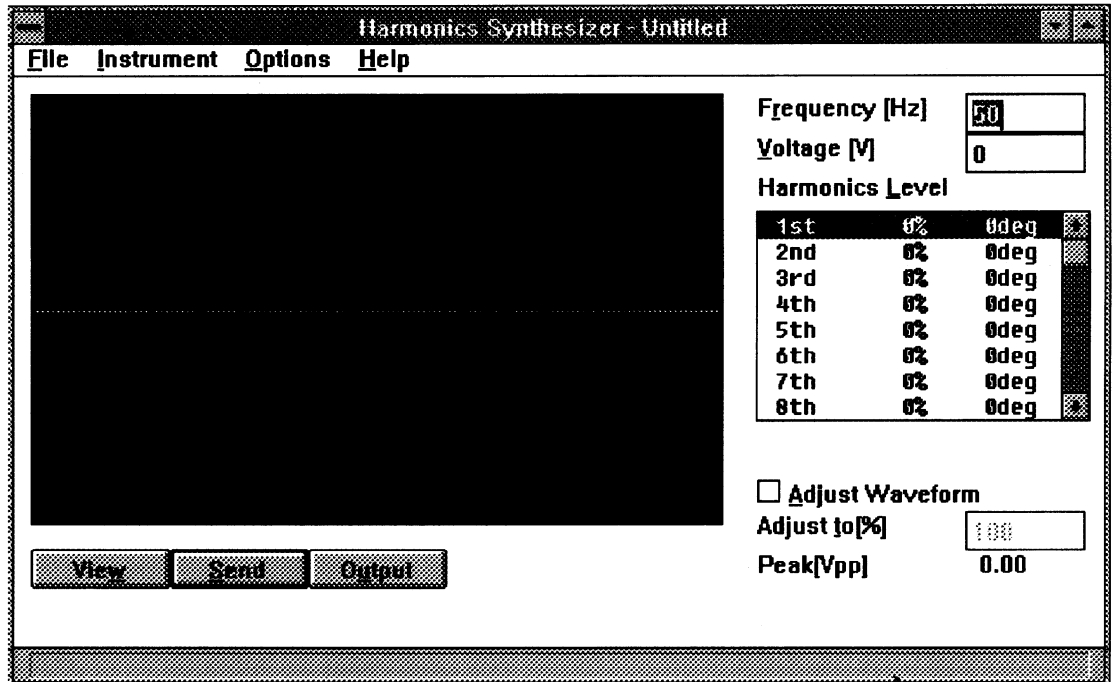 Harmonics Synthesizer - Untitled
File Instrument Options Help
Frequency [Hz] 50
Voltage [V] 0
Harmonics Level
1st 0% 0deg
2nd 0% 0deg
3rd 0% 0deg
4th 0% 0deg
5th 0% 0deg
6th 0% 0deg
7th 0% 0deg
8th 0% 0deg
Adjust Waveform
Adjust to[%] 100
Peak[Vpp] 0.00
View Send Output